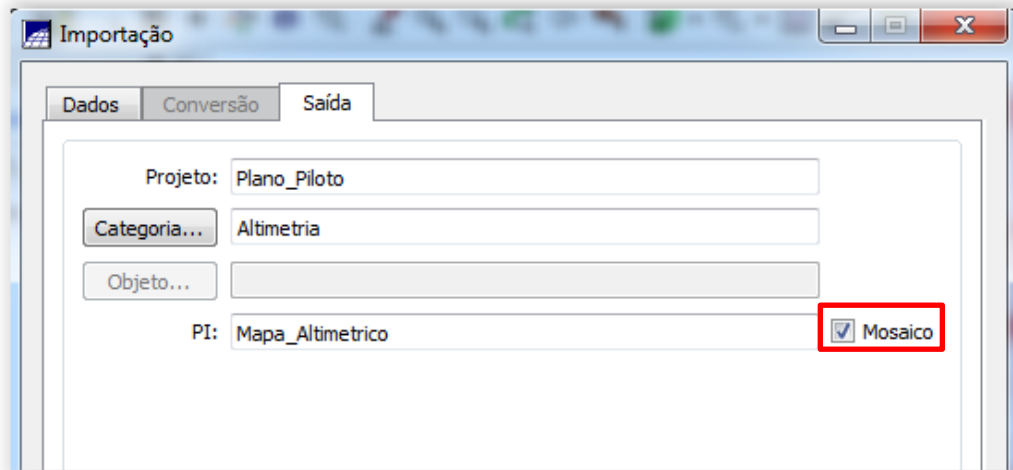 Importação
Dados Conversão Saída
Projeto: Plano_Piloto
Categoria... Altimetria
Objeto...
PI: Mapa_Altimetrico Mosaico